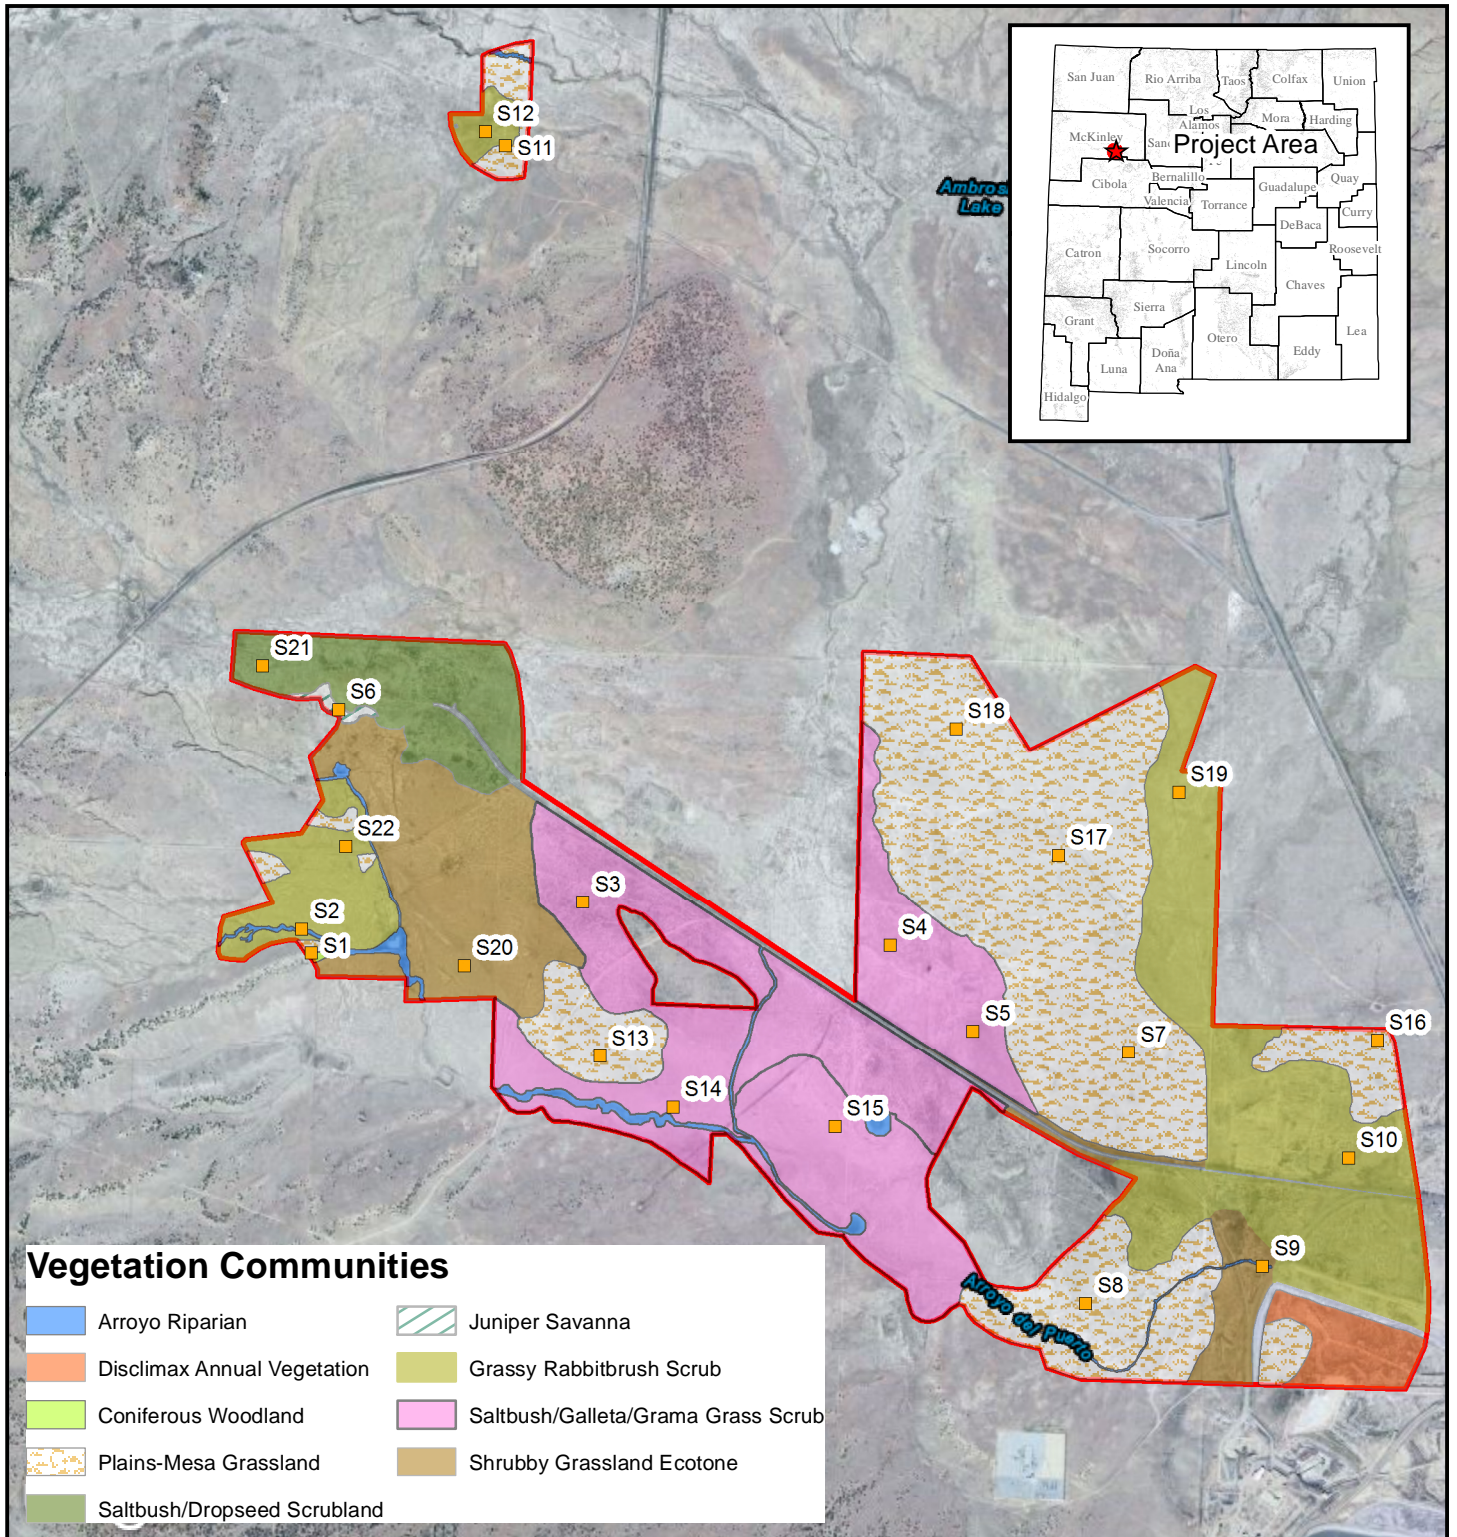 S12
S11
Ambros
Lake
San Juan
Rio Arriba
Taos
Colfax
Union
Los
Alamos
Mora
Harding
McKinley
Project Area
Cibola
Bernalillo
Valencia
Torrance
Guadalupe
Quay
Curry
DeBaca
Roosevelt
Catron
Socorro
Lincoln
Chaves
Sierra
Grant
Otero
Lea
Eddy
Luna
Doña
Ana
Hidalgo
S21
S6
S18
S19
S22
S17
S3
S2
S1
S20
S4
S5
S7
S16
S13
S14
S15
S10
S9
S8
Arroyo del Puerto
Vegetation Communities
Arroyo Riparian
Juniper Savanna
Disclimax Annual Vegetation
Grassy Rabbitbrush Scrub
Coniferous Woodland
Saltbush/Galleta/Grama Grass Scrub
Plains-Mesa Grassland
Shrubby Grassland Ecotone
Saltbush/Dropseed Scrubland